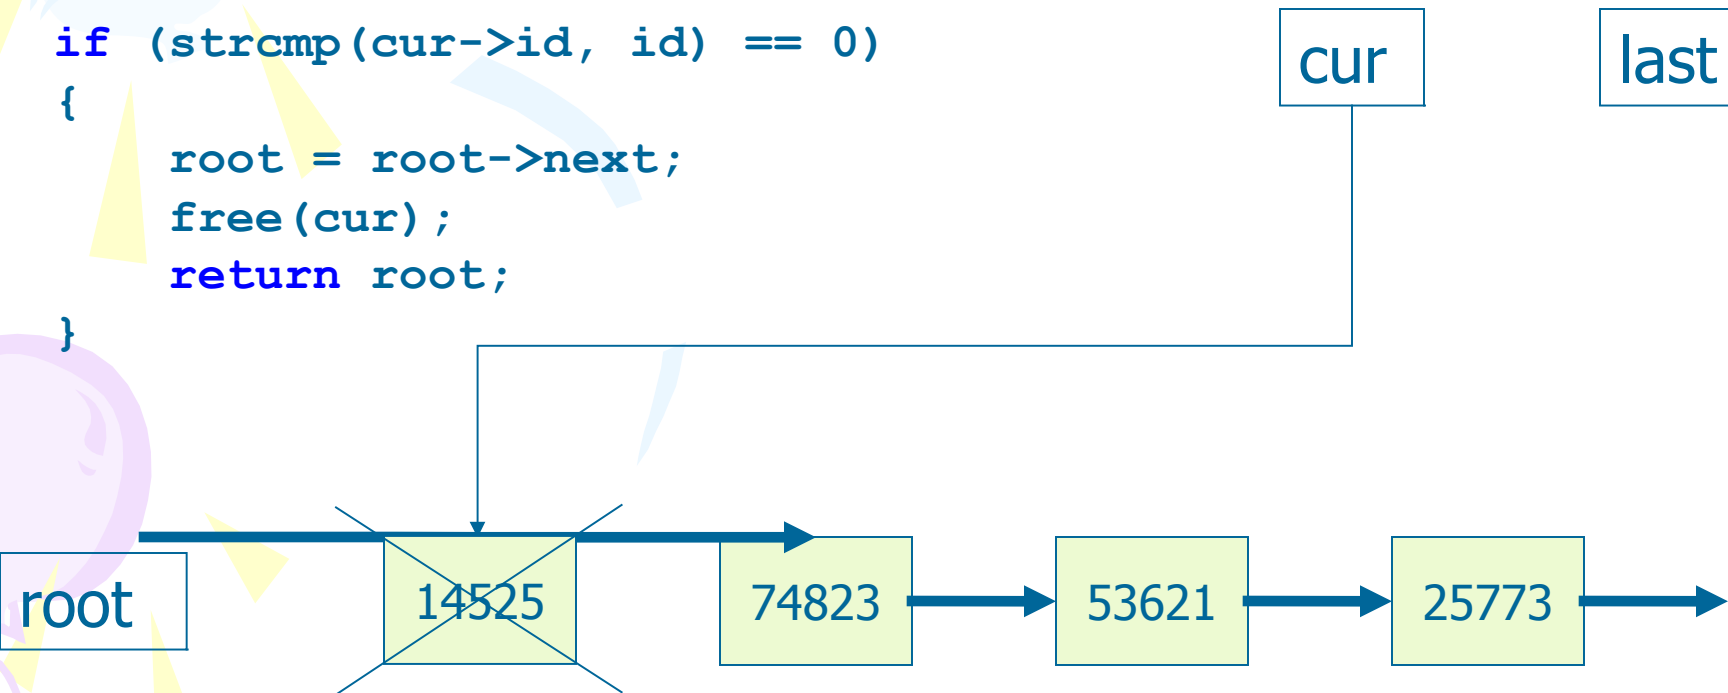 if (strcmp(cur->id, id) == 0)
{
    root = root->next;
    free(cur);
    return root;
}
cur
last
root
14525
74823
53621
25773